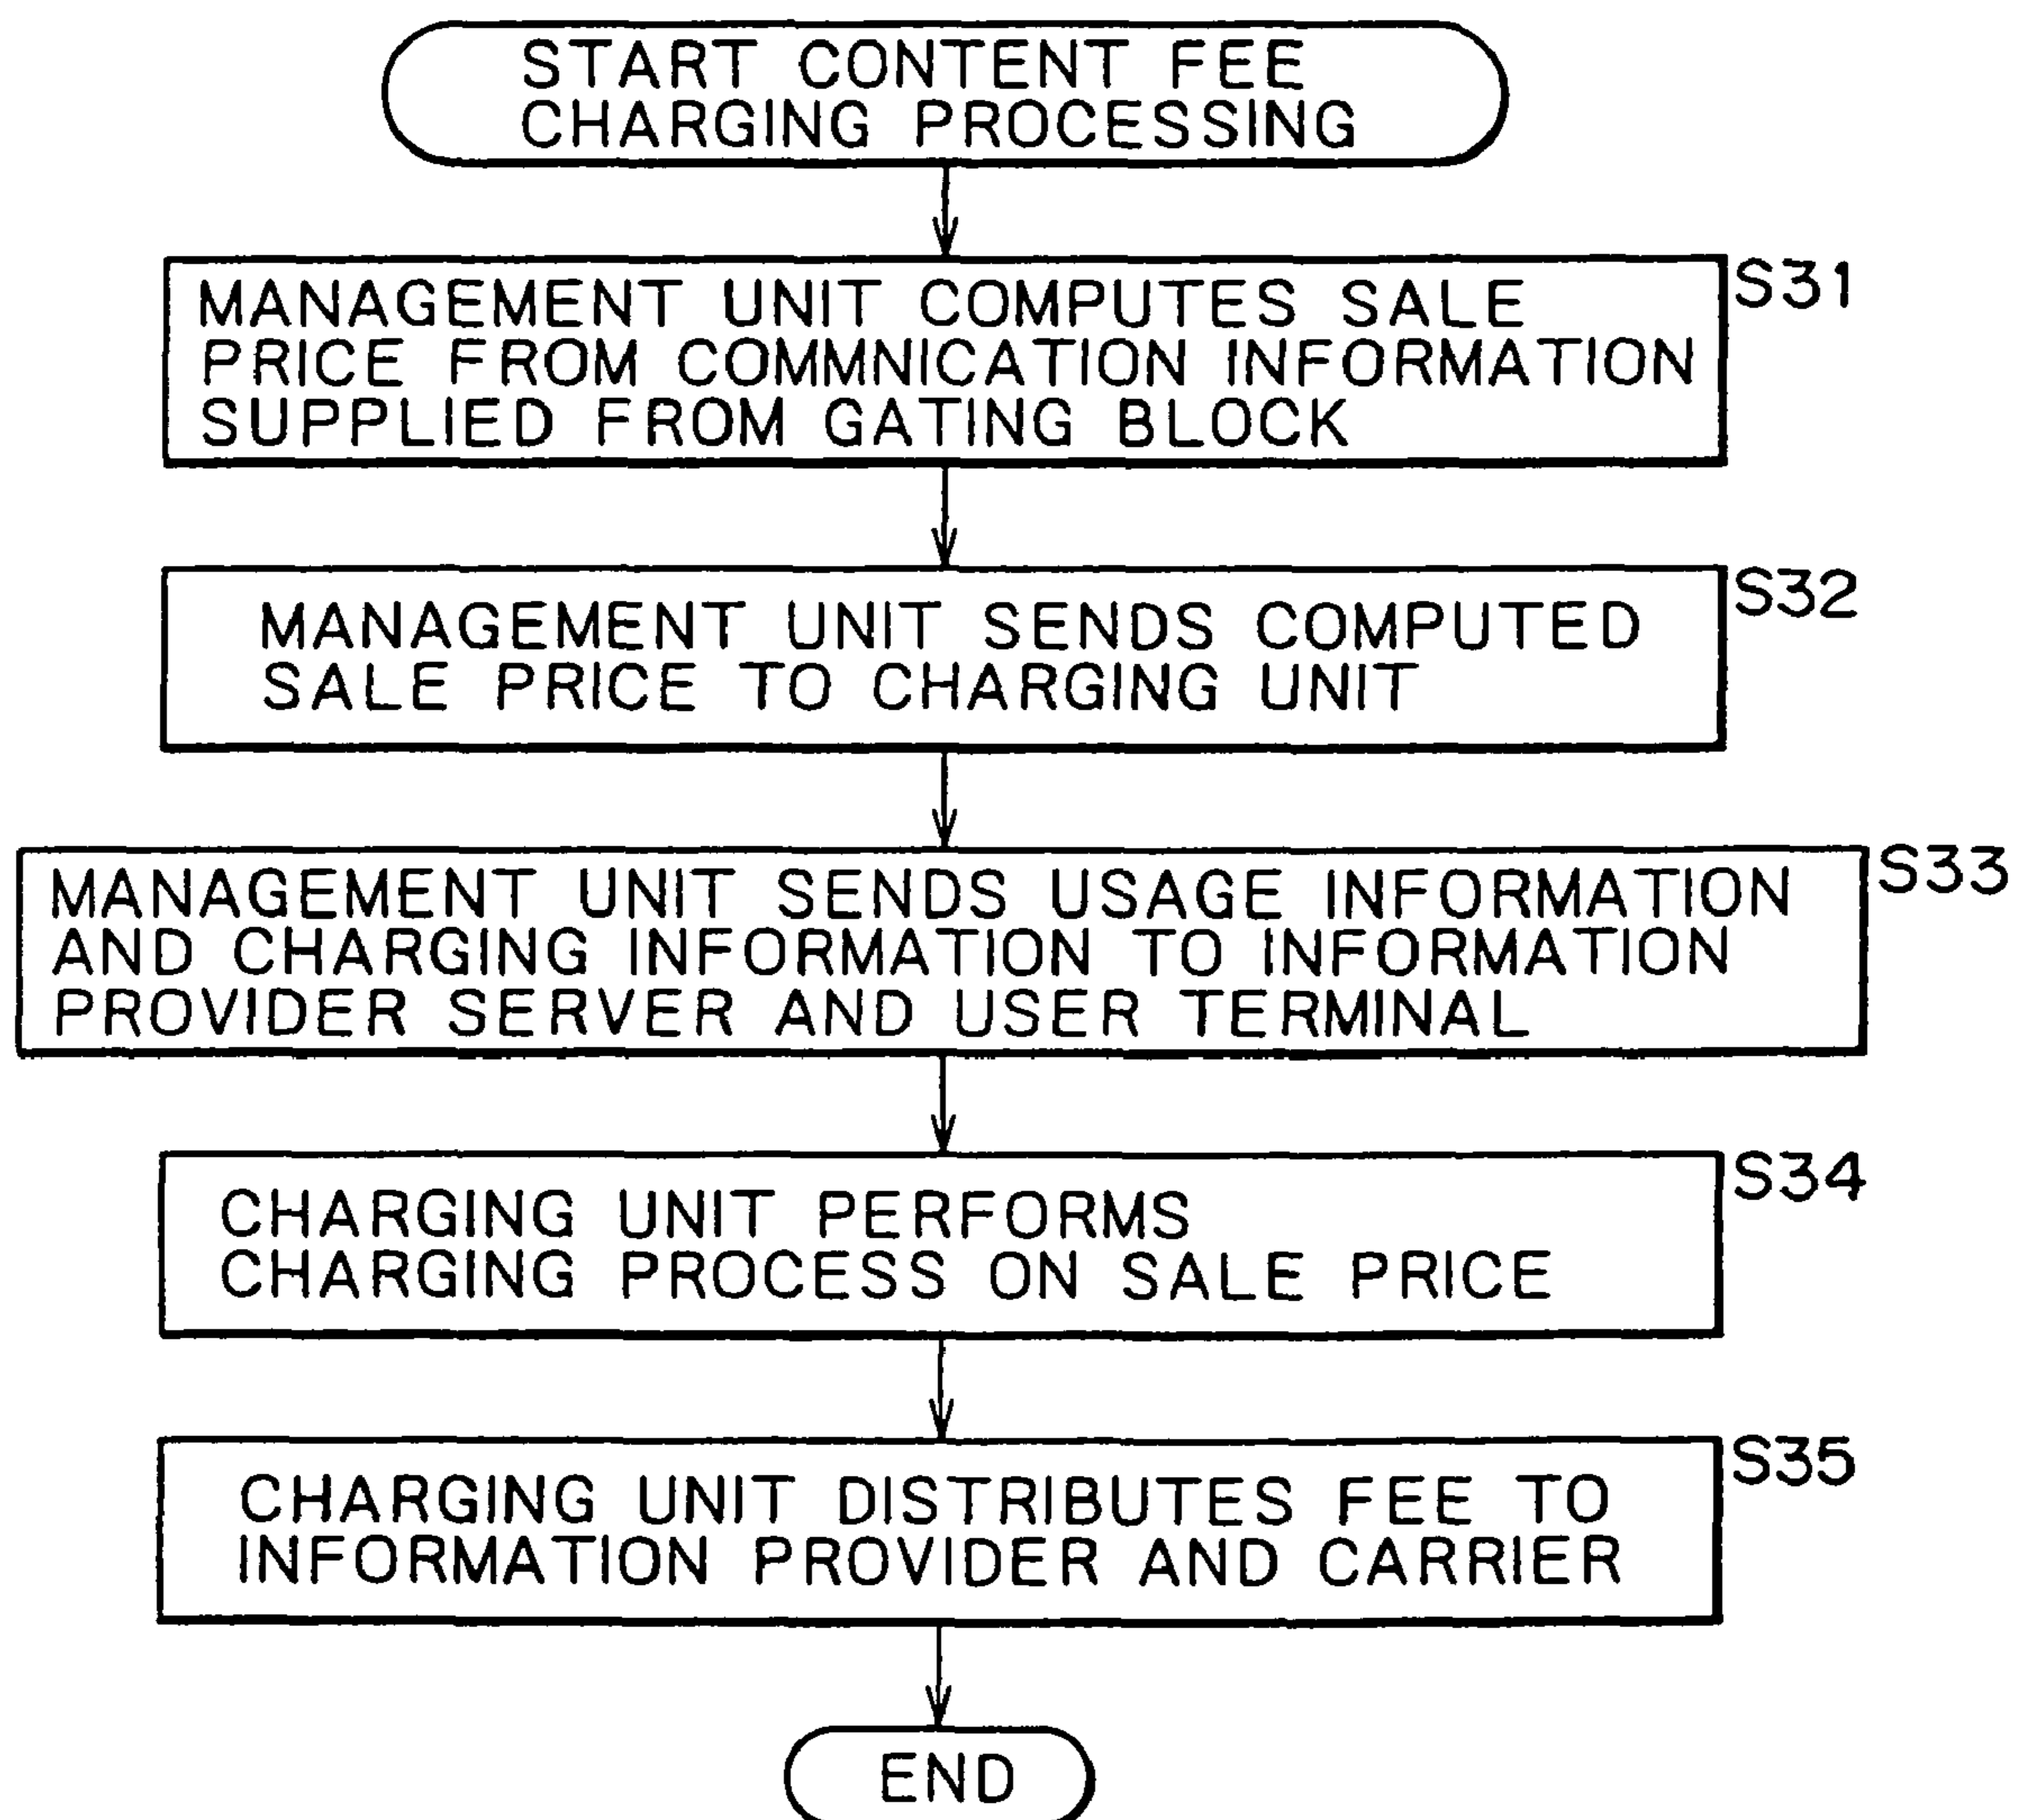 START CONTENT FEE
CHARGING PROCESSING
MANAGEMENT UNIT COMPUTES SALE
PRICE FROM COMMNICATION INFORMATION
SUPPLIED FROM GATING BLOCK
S31
MANAGEMENT UNIT SENDS COMPUTED
SALE PRICE TO CHARGING UNIT
S32
MANAGEMENT UNIT SENDS USAGE INFORMATION
AND CHARGING INFORMATION TO INFORMATION
PROVIDER SERVER AND USER TERMINAL
S33
CHARGING UNIT PERFORMS
CHARGING PROCESS ON SALE PRICE
S34
CHARGING UNIT DISTRIBUTES FEE TO
INFORMATION PROVIDER AND CARRIER
S35
END